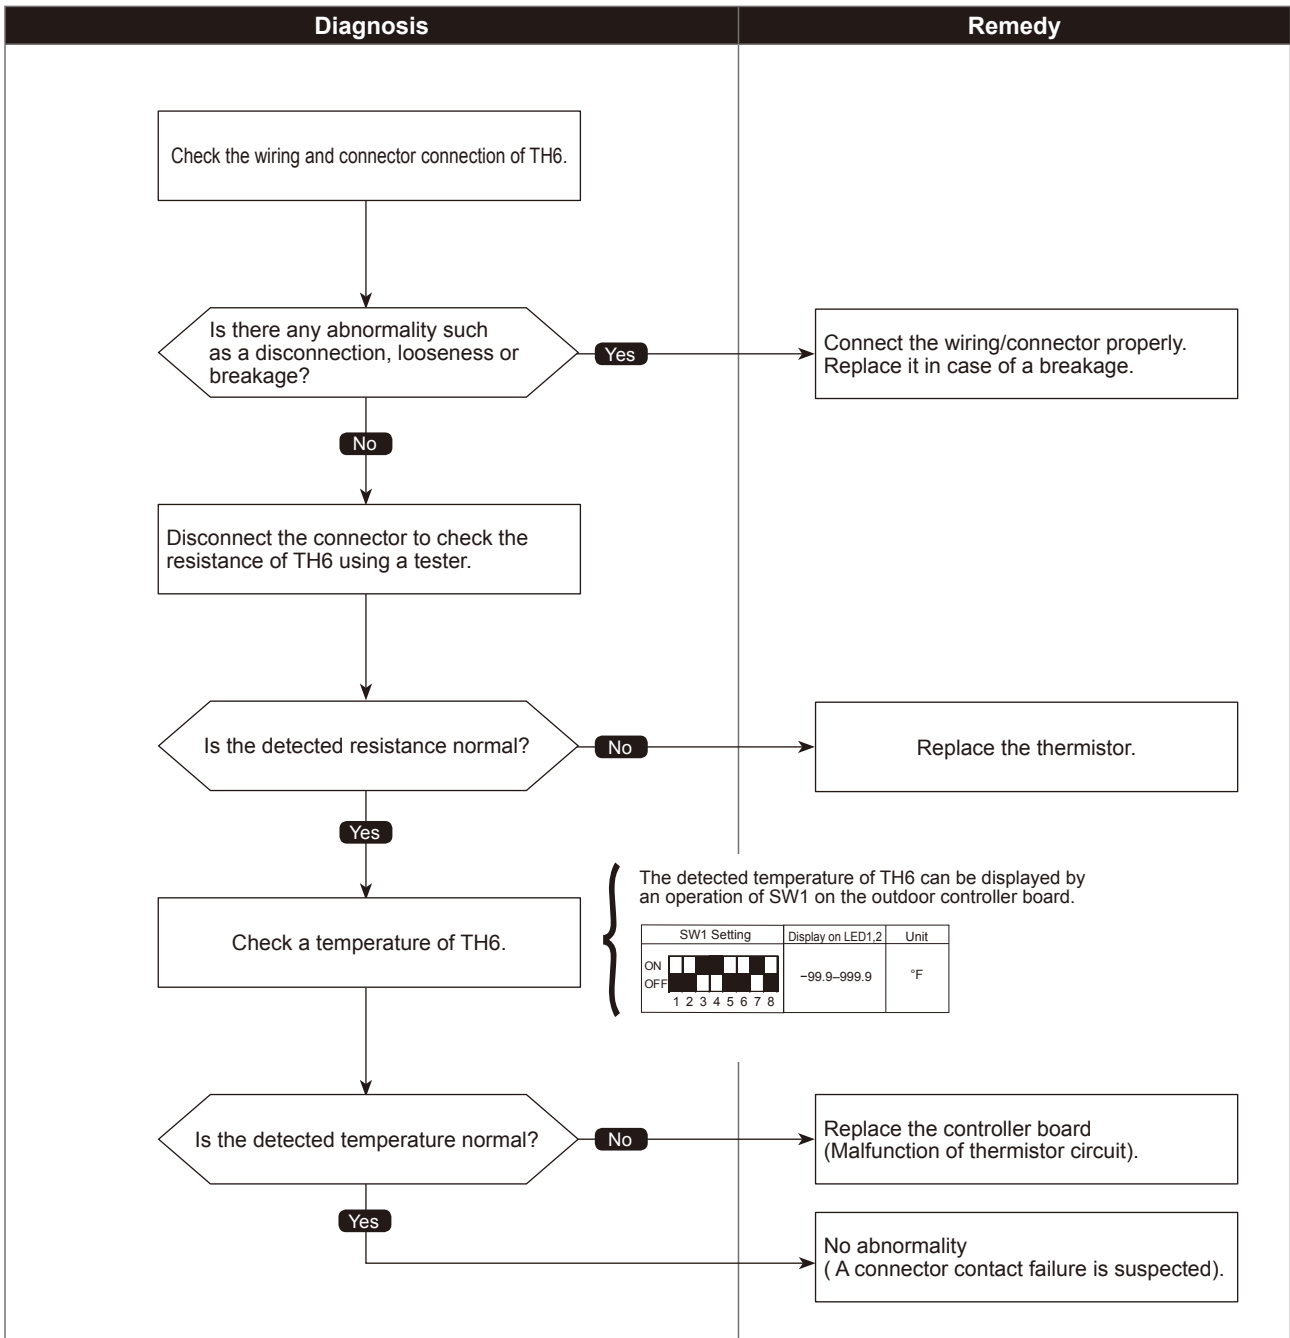 Diagnosis
Remedy
Check the wiring and connector connection of TH6.
Is there any abnormality such
as a disconnection, looseness or
breakage?
Yes
Connect the wiring/connector properly.
Replace it in case of a breakage.
No
Disconnect the connector to check the
resistance of TH6 using a tester.
Is the detected resistance normal?
No
Replace the thermistor.
Yes
Check a temperature of TH6.
The detected temperature of TH6 can be displayed by
an operation of SW1 on the outdoor controller board.
SW1 Setting
Display on LED1,2
Unit
ON
OFF
1 2 3 4 5 6 7 8
−99.9–999.9
°F
Is the detected temperature normal?
No
Replace the controller board
(Malfunction of thermistor circuit).
Yes
No abnormality
( A connector contact failure is suspected).